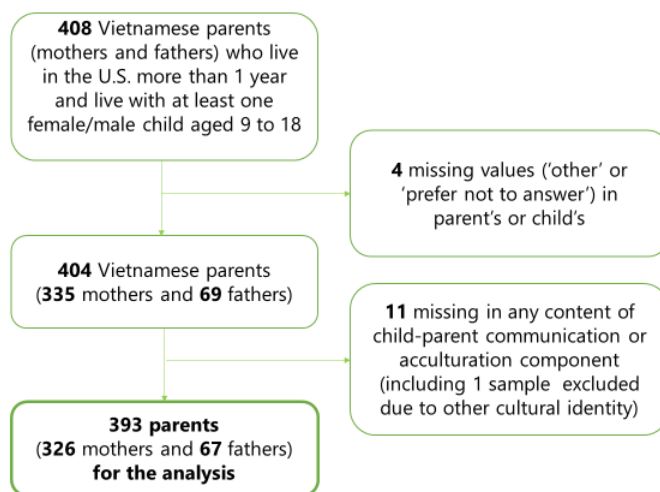 408 Vietnamese parents
(mothers and fathers) who live
in the U.S. more than 1 year
and live with at least one
female/male child aged 9 to 18
4 missing values (‘other’ or
‘prefer not to answer’) in
parent’s or child’s
404 Vietnamese parents
(335 mothers and 69 fathers)
11 missing in any content of
child-parent communication or
acculturation component
(including 1 sample excluded
due to other cultural identity)
393 parents
(326 mothers and 67 fathers)
for the analysis